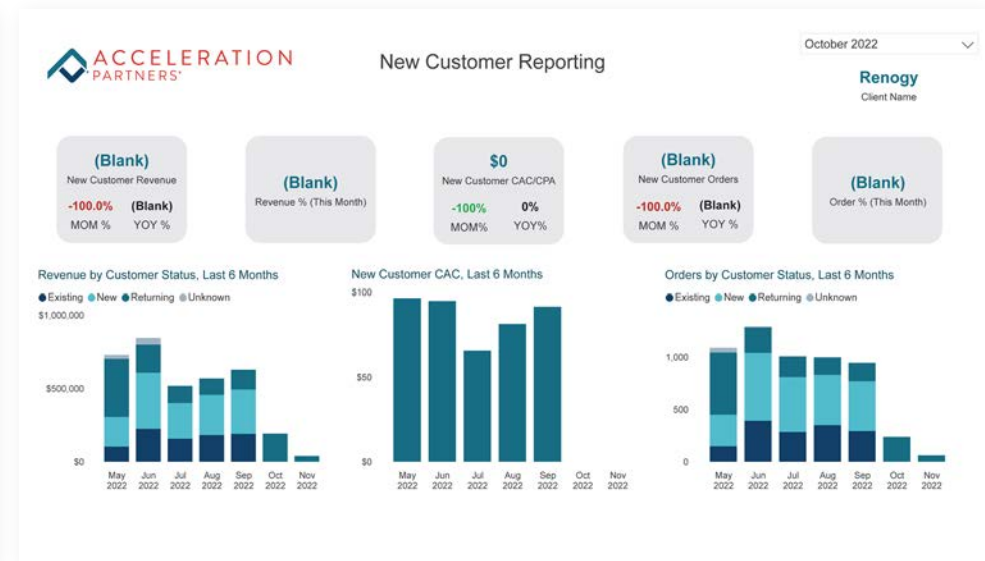 ACCELERATION
PARTNERS
New Customer Reporting
October 2022
Renogy
Client Name
(Blank)
New Customer Revenue
-100.0% (Blank)
MOM % YOY %
(Blank)
Revenue % (This Month)
$0
New Customer CAC/CPA
-100% 0%
MOM% YOY%
(Blank)
New Customer Orders
-100.0% (Blank)
MOM % YOY %
(Blank)
Order % (This Month)
Revenue by Customer Status, Last 6 Months
Existing New Returning Unknown
$1,000,000
$500,000
$0
May Jun Jul Aug Sep Oct Nov
2022 2022 2022 2022 2022 2022 2022
New Customer CAC, Last 6 Months
$100
$50
$0
May Jun Jul Aug Sep Oct Nov
2022 2022 2022 2022 2022 2022 2022
Orders by Customer Status, Last 6 Months
Existing New Returning Unknown
1,000
500
0
May Jun Jul Aug Sep Oct Nov
2022 2022 2022 2022 2022 2022 2022